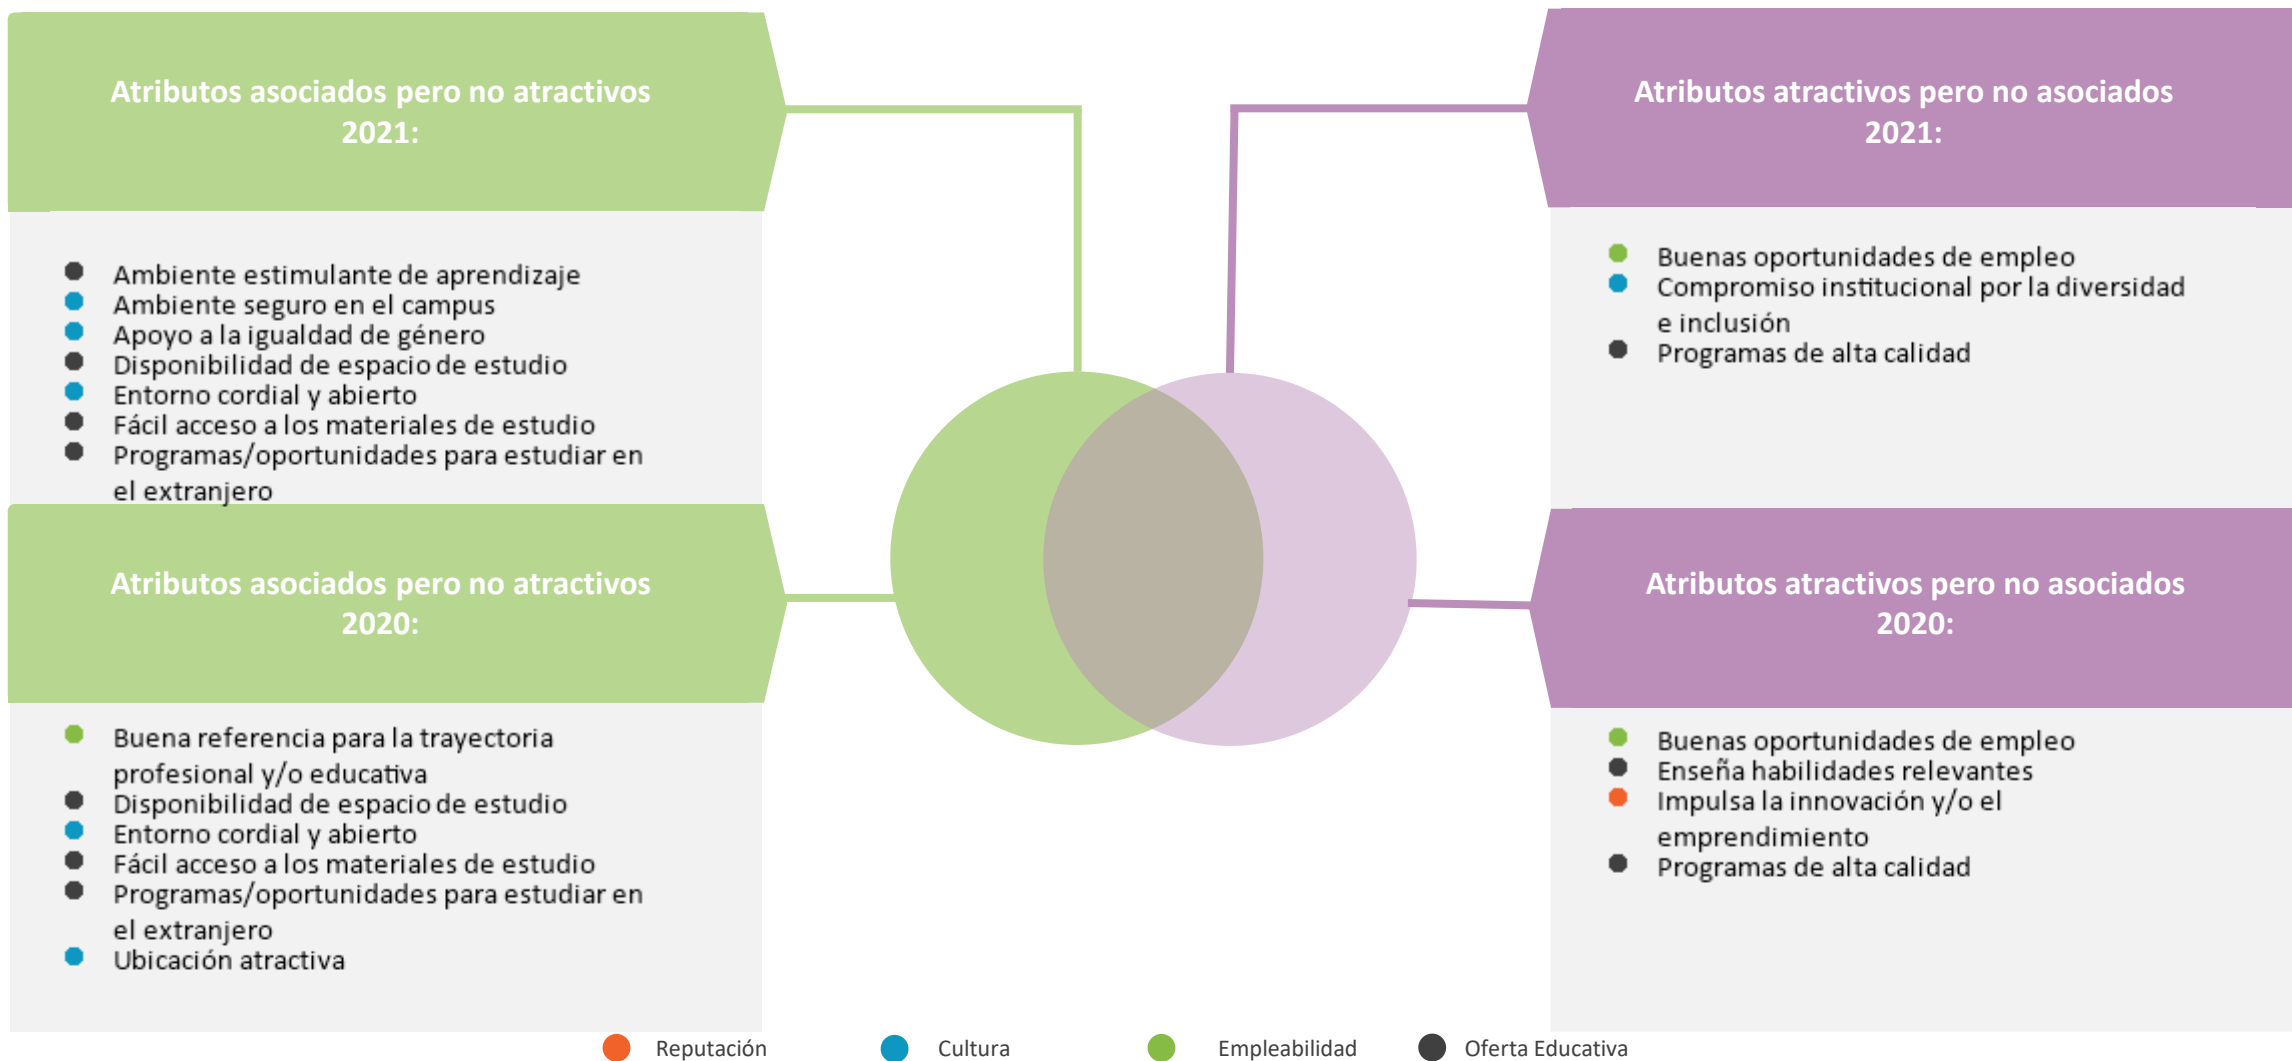 Atributos asociados pero no atractivos
2021:
Ambiente estimulante de aprendizaje
Ambiente seguro en el campus
Apoyo a la igualdad de género
Disponibilidad de espacio de estudio
Entorno cordial y abierto
Fácil acceso a los materiales de estudio
Programas/oportunidades para estudiar en
el extranjero
Atributos atractivos pero no asociados
2021:
Buenas oportunidades de empleo
Compromiso institucional por la diversidad
e inclusión
Programas de alta calidad
Atributos asociados pero no atractivos
2020:
Buena referencia para la trayectoria
profesional y/o educativa
Disponibilidad de espacio de estudio
Entorno cordial y abierto
Fácil acceso a los materiales de estudio
Programas/oportunidades para estudiar en
el extranjero
Ubicación atractiva
Atributos atractivos pero no asociados
2020:
Buenas oportunidades de empleo
Enseña habilidades relevantes
Impulsa la innovación y/o el
emprendimiento
Programas de alta calidad
Reputación
Cultura
Empleabilidad
Oferta Educativa